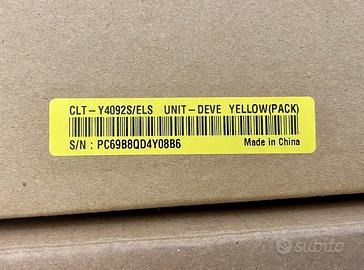 CLT-Y4092S/ELS UNIT-DEVE YELLOW(PACK)
S/N : PC69B8QD4Y08B6
Made in China
subito